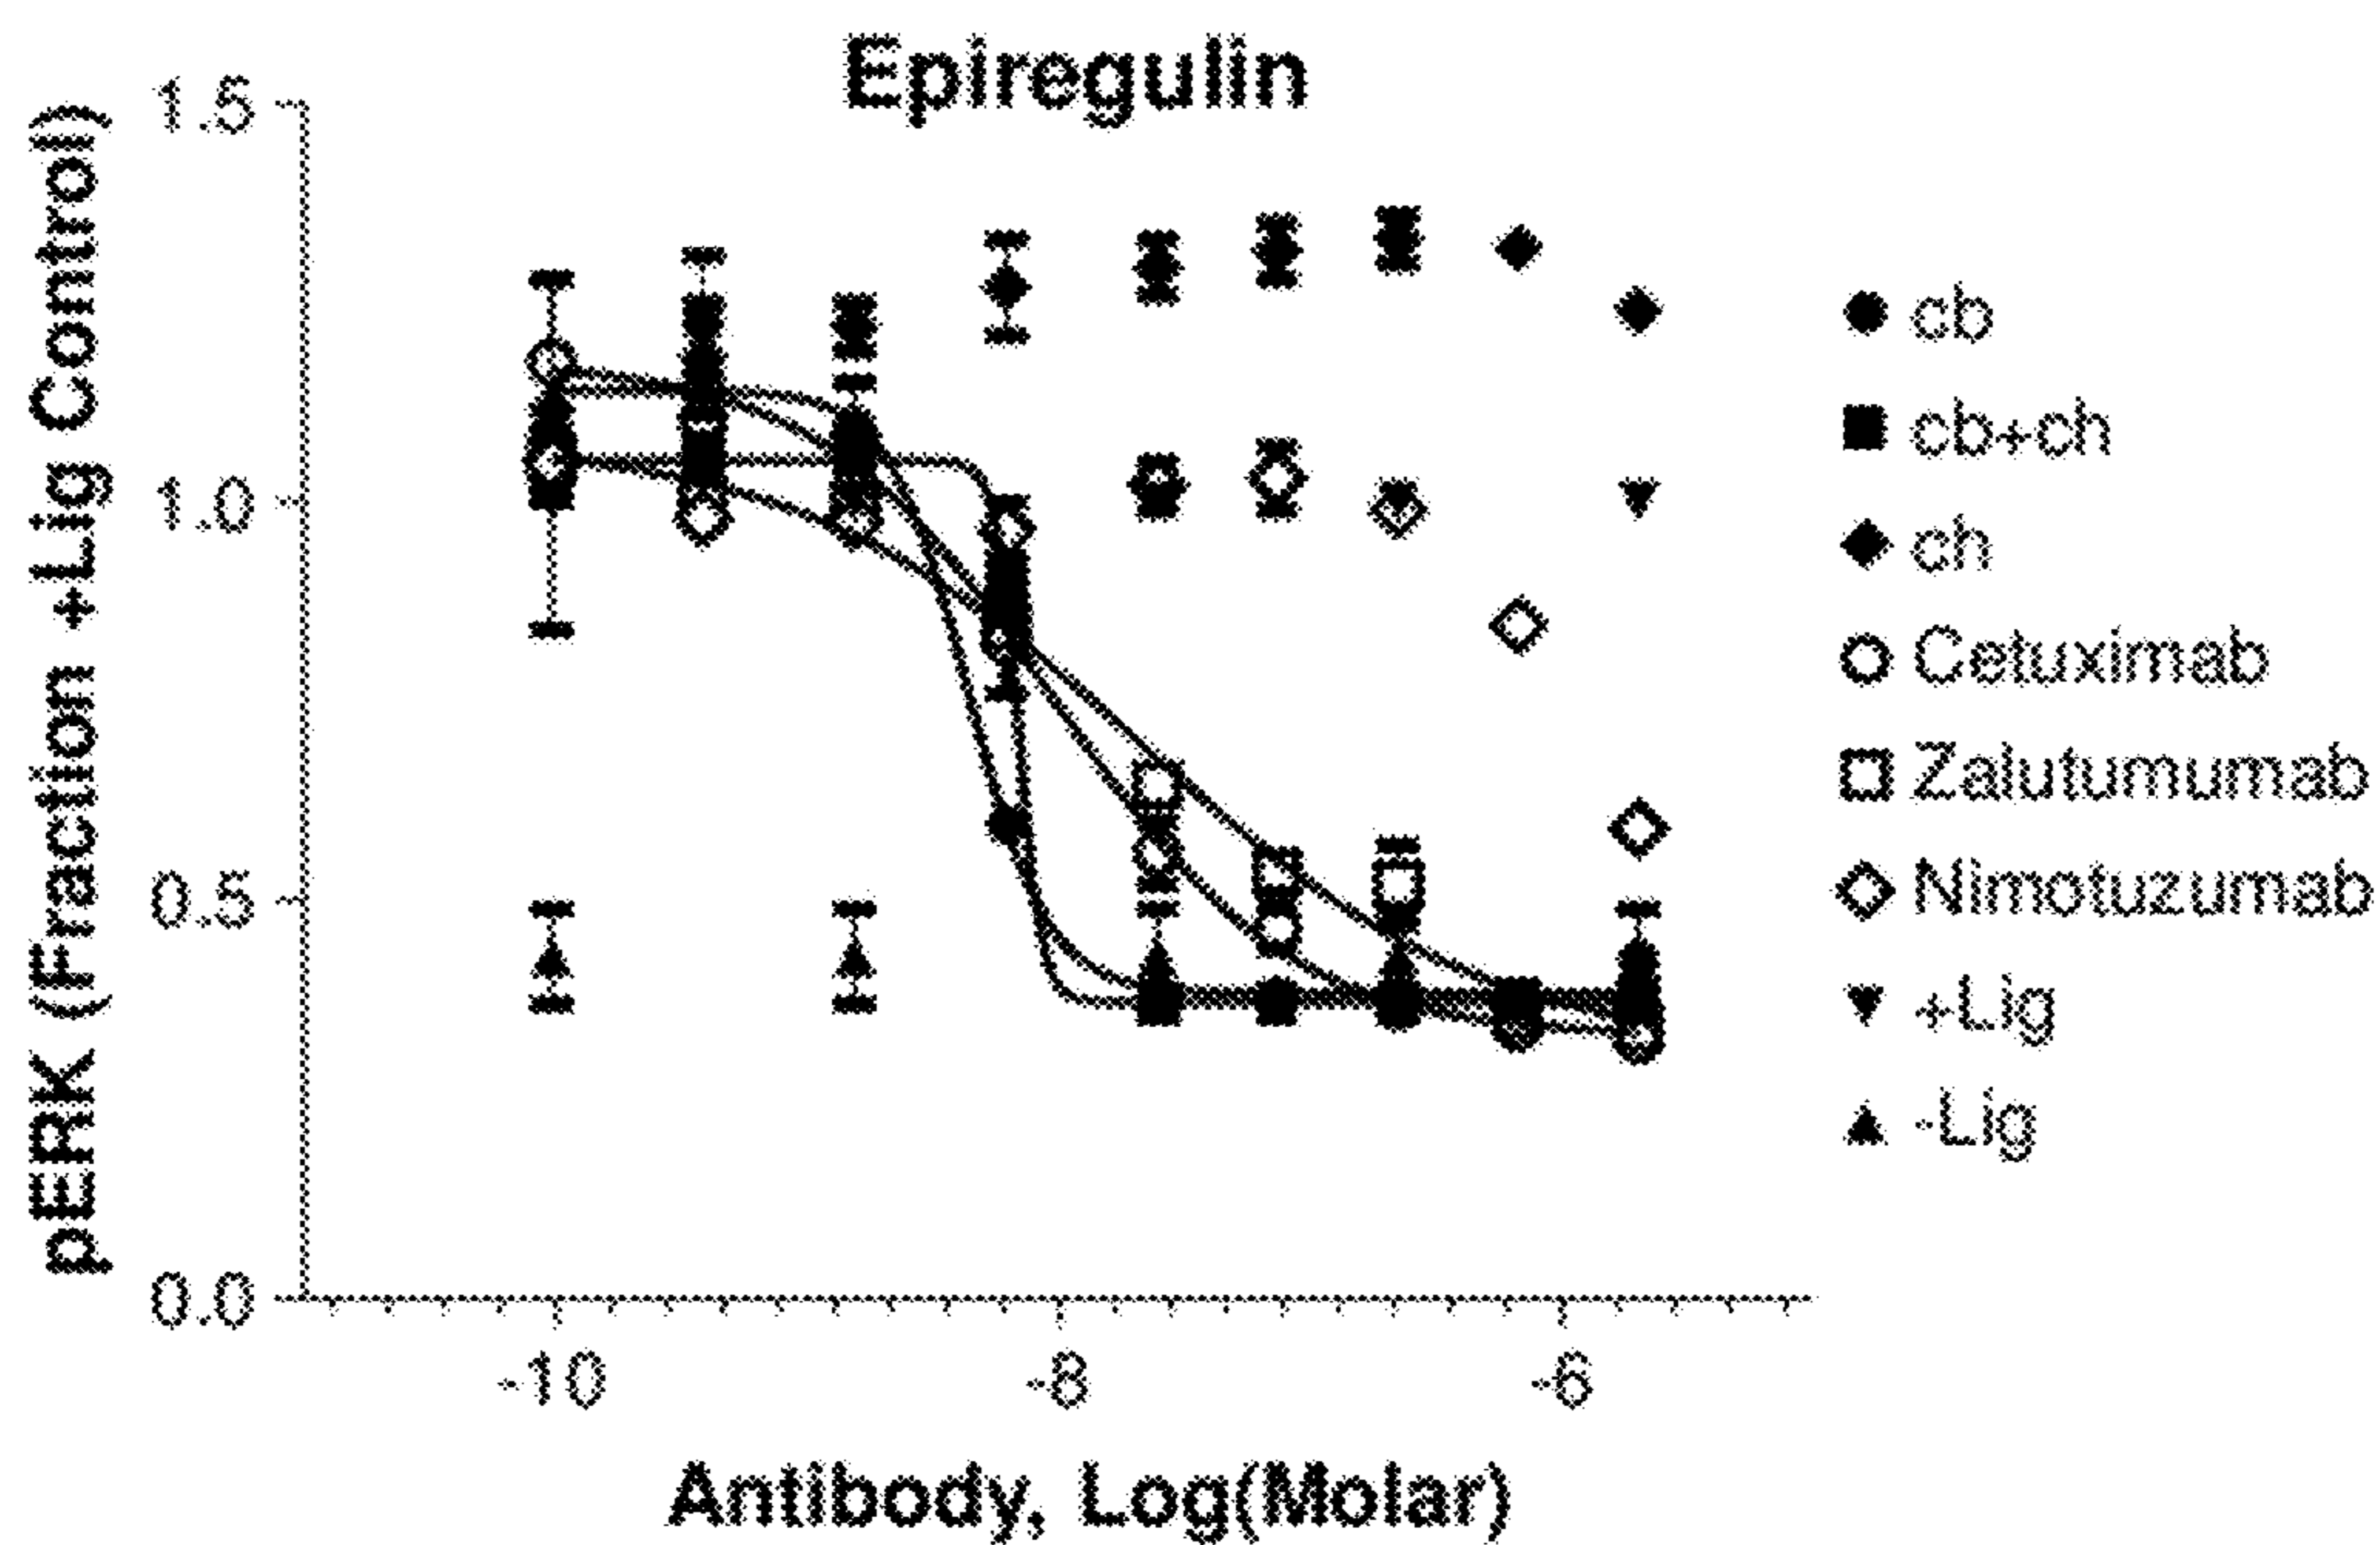 Epiregulin
pERK (Fraction +Lig Control)
1.5
1.0
0.5
0.0
-10
-8
-6
Antibody, Log(Molar)
cb
cb+ch
ch
Cetuximab
Zalutumumab
Nimotuzumab
+Lig
-Lig